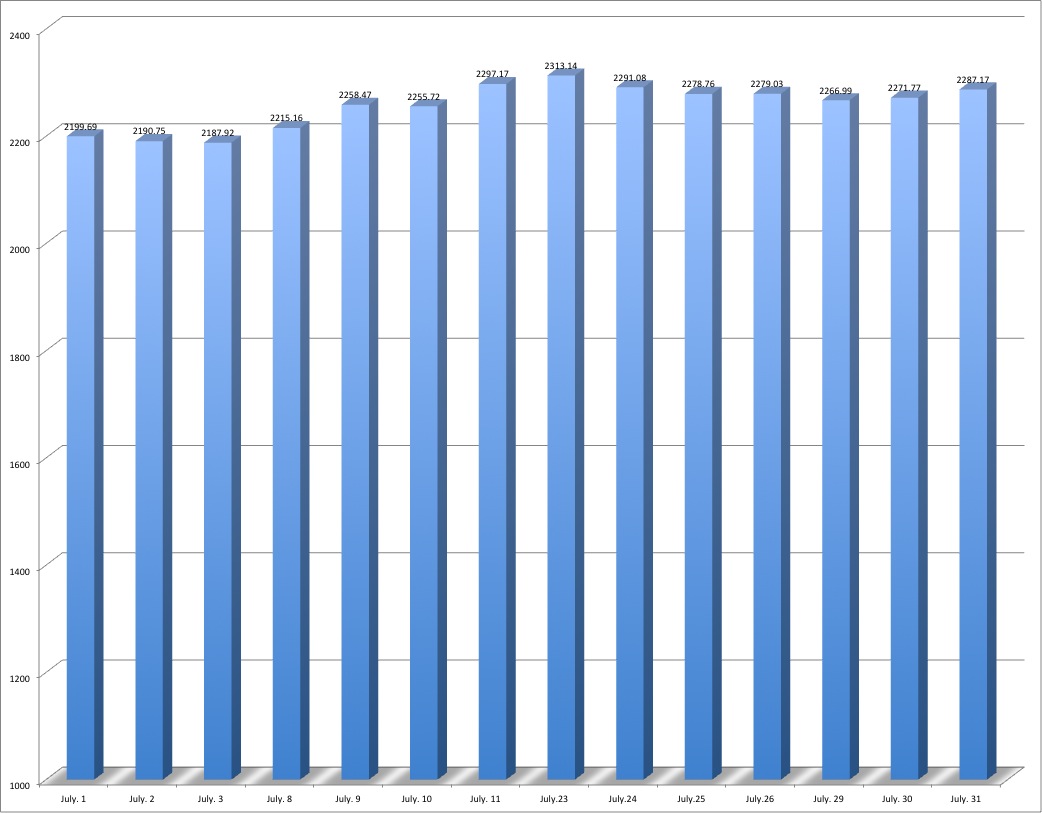 2400
2200
2000
1800
1600
1400
1200
1000
2199.69
2190.75
2187.92
2215.16
2258.47
2255.72
2297.17
2313.14
2291.08
2278.76
2279.03
2266.99
2271.77
2287.17
July. 1
July. 2
July. 3
July. 8
July. 9
July. 10
July. 11
July.23
July.24
July.25
July.26
July. 29
July. 30
July. 31